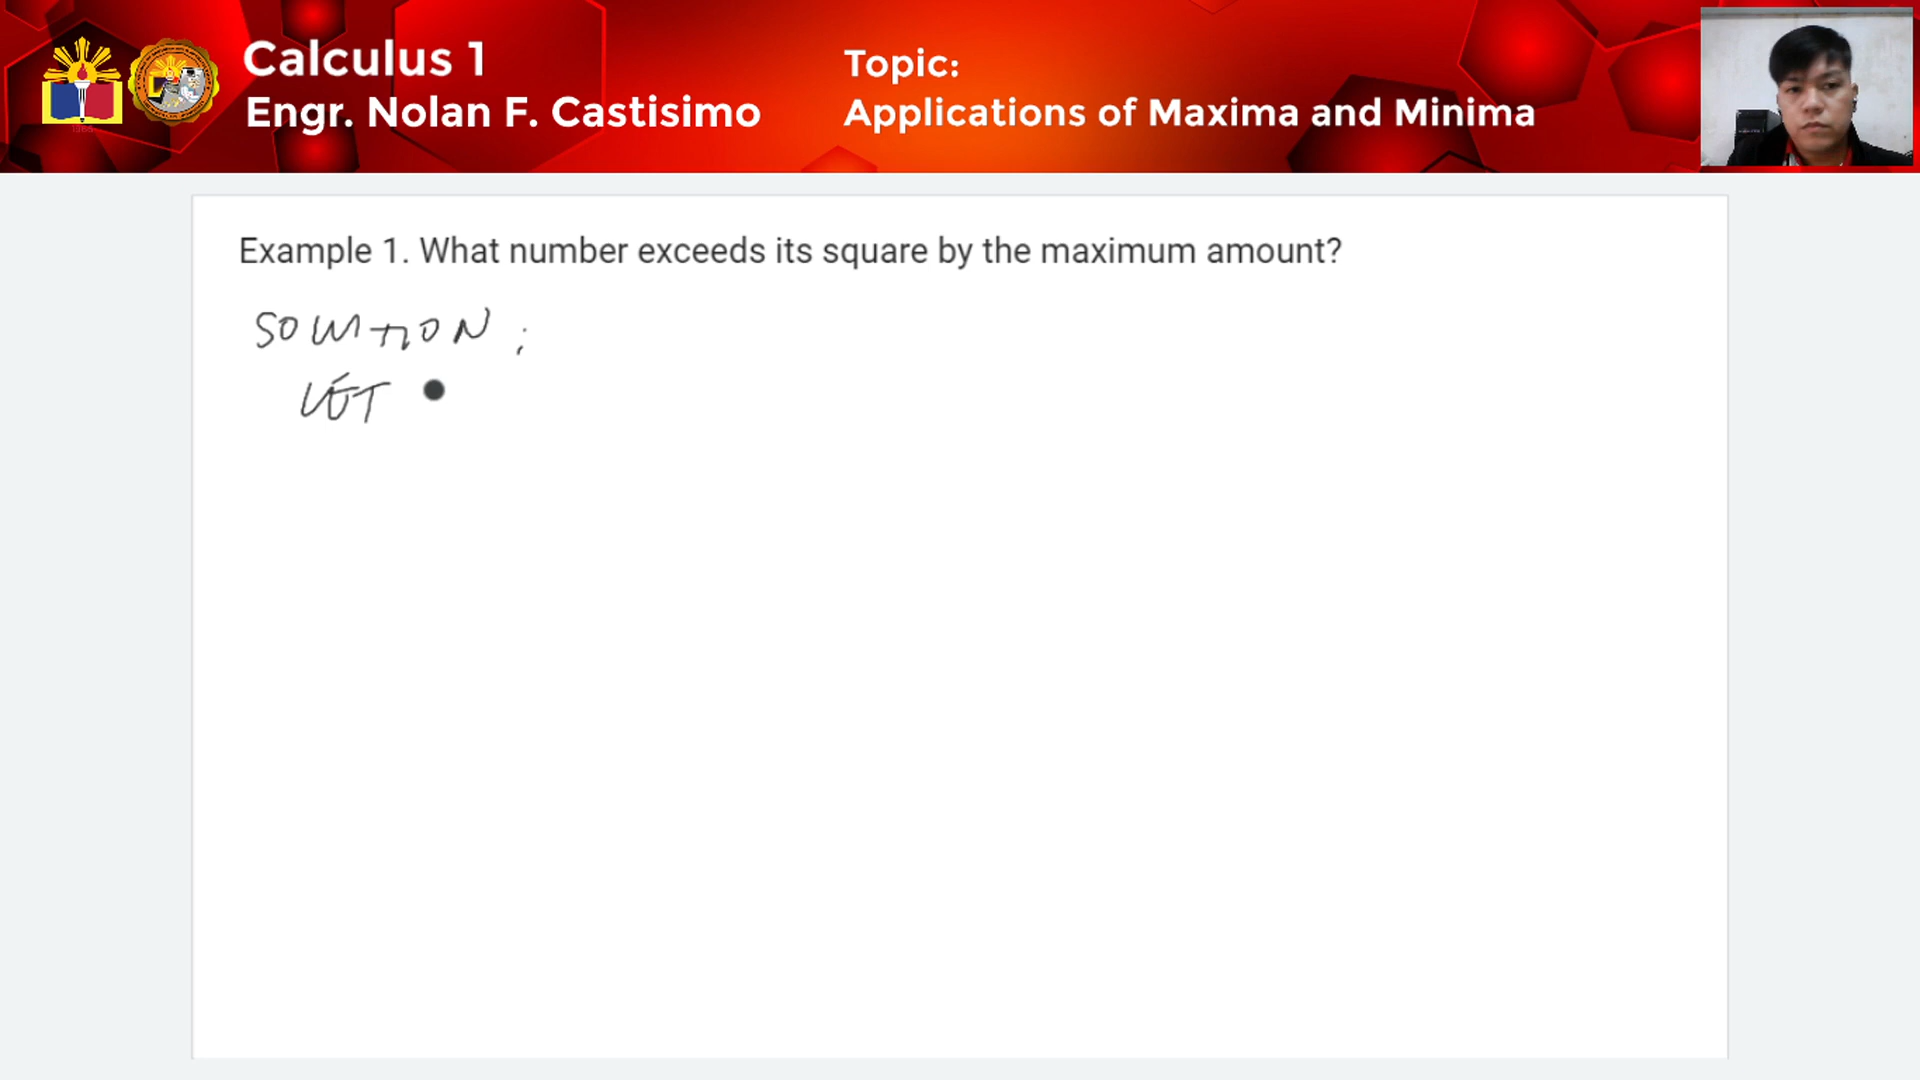 Calculus 1
Engr. Nolan F. Castisimo
Topic:
Applications of Maxima and Minima
Example 1. What number exceeds its square by the maximum amount?
SOLUTION :
LET